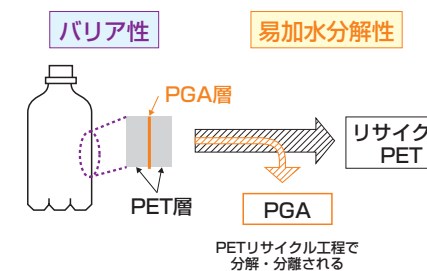 バリア性
易加水分解性
PGA層
PET層
リサイク
PET
PGA
PETリサイクル工程で
分解・分離される